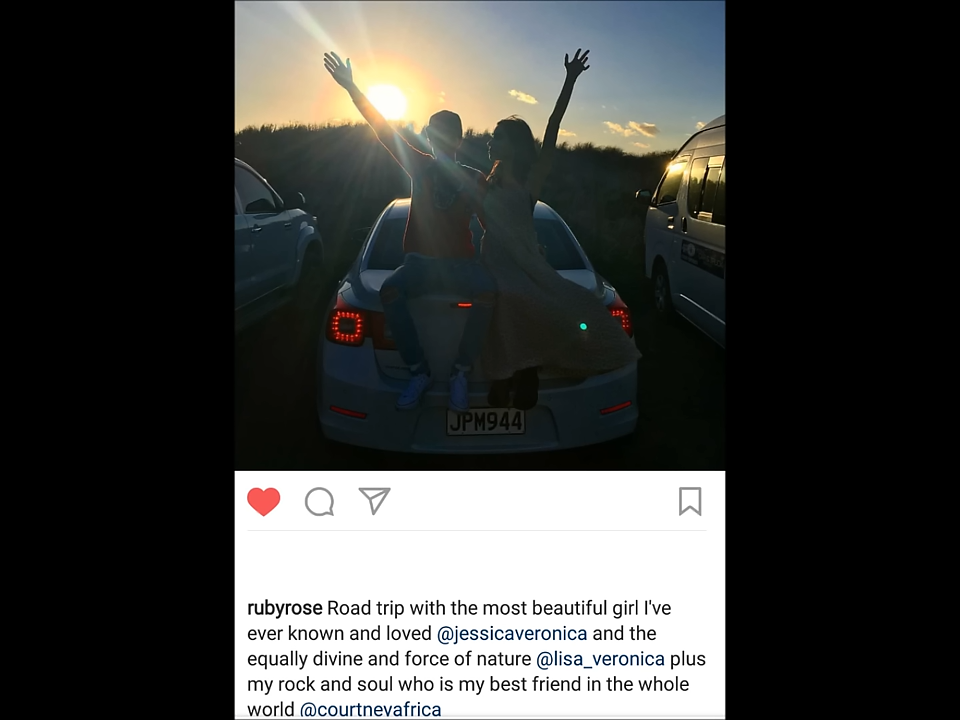 JPM944
rubyrose Road trip with the most beautiful girl I've
ever known and loved @jessicaveronica and the
equally divine and force of nature @lisa_veronica plus
my rock and soul who is my best friend in the whole
world @courtneyafrica